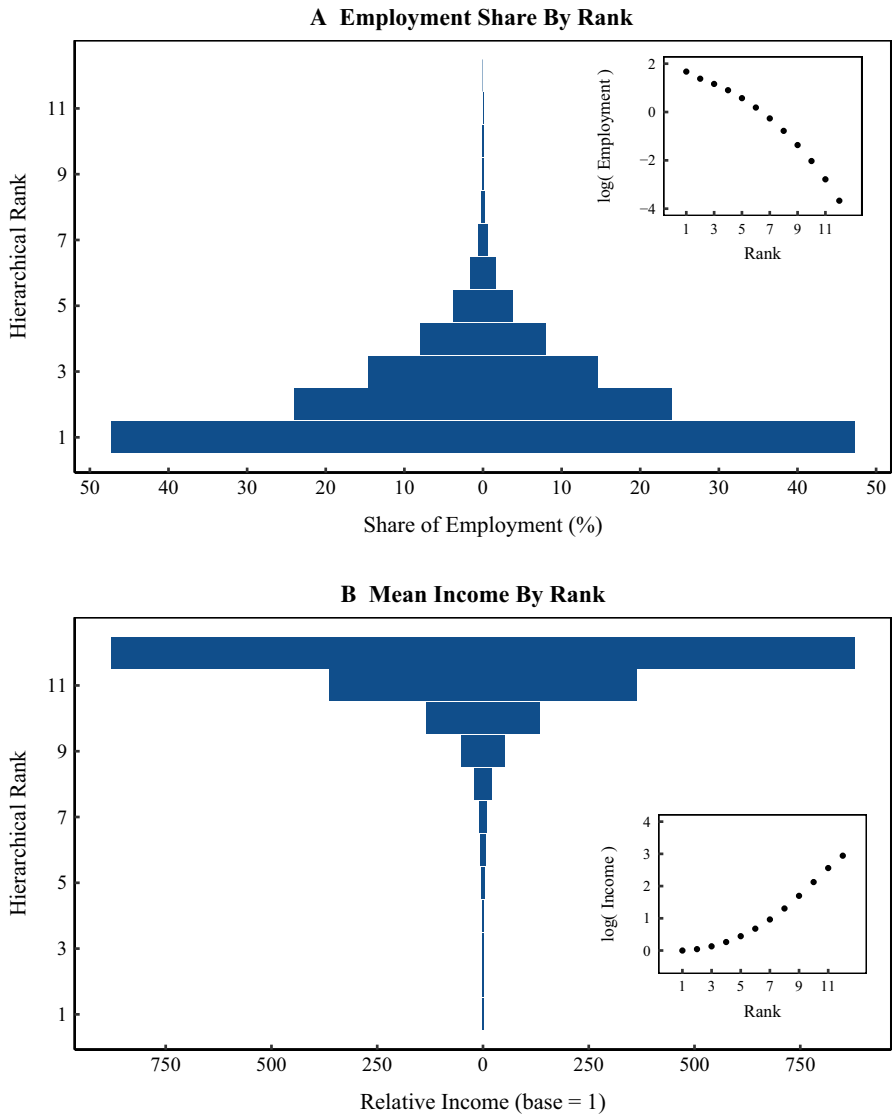 A Employment Share By Rank
Hierarchical Rank
11
9
7
5
3
1
50 40 30 20 10 0 10 20 30 40 50
Share of Employment (%)
log( Employment )
2
0
−2
−4
1 3 5 7 9 11
Rank
B Mean Income By Rank
Hierarchical Rank
11
9
7
5
3
1
750 500 250 0 250 500 750
Relative Income (base = 1)
log( Income )
4
3
2
1
0
1 3 5 7 9 11
Rank